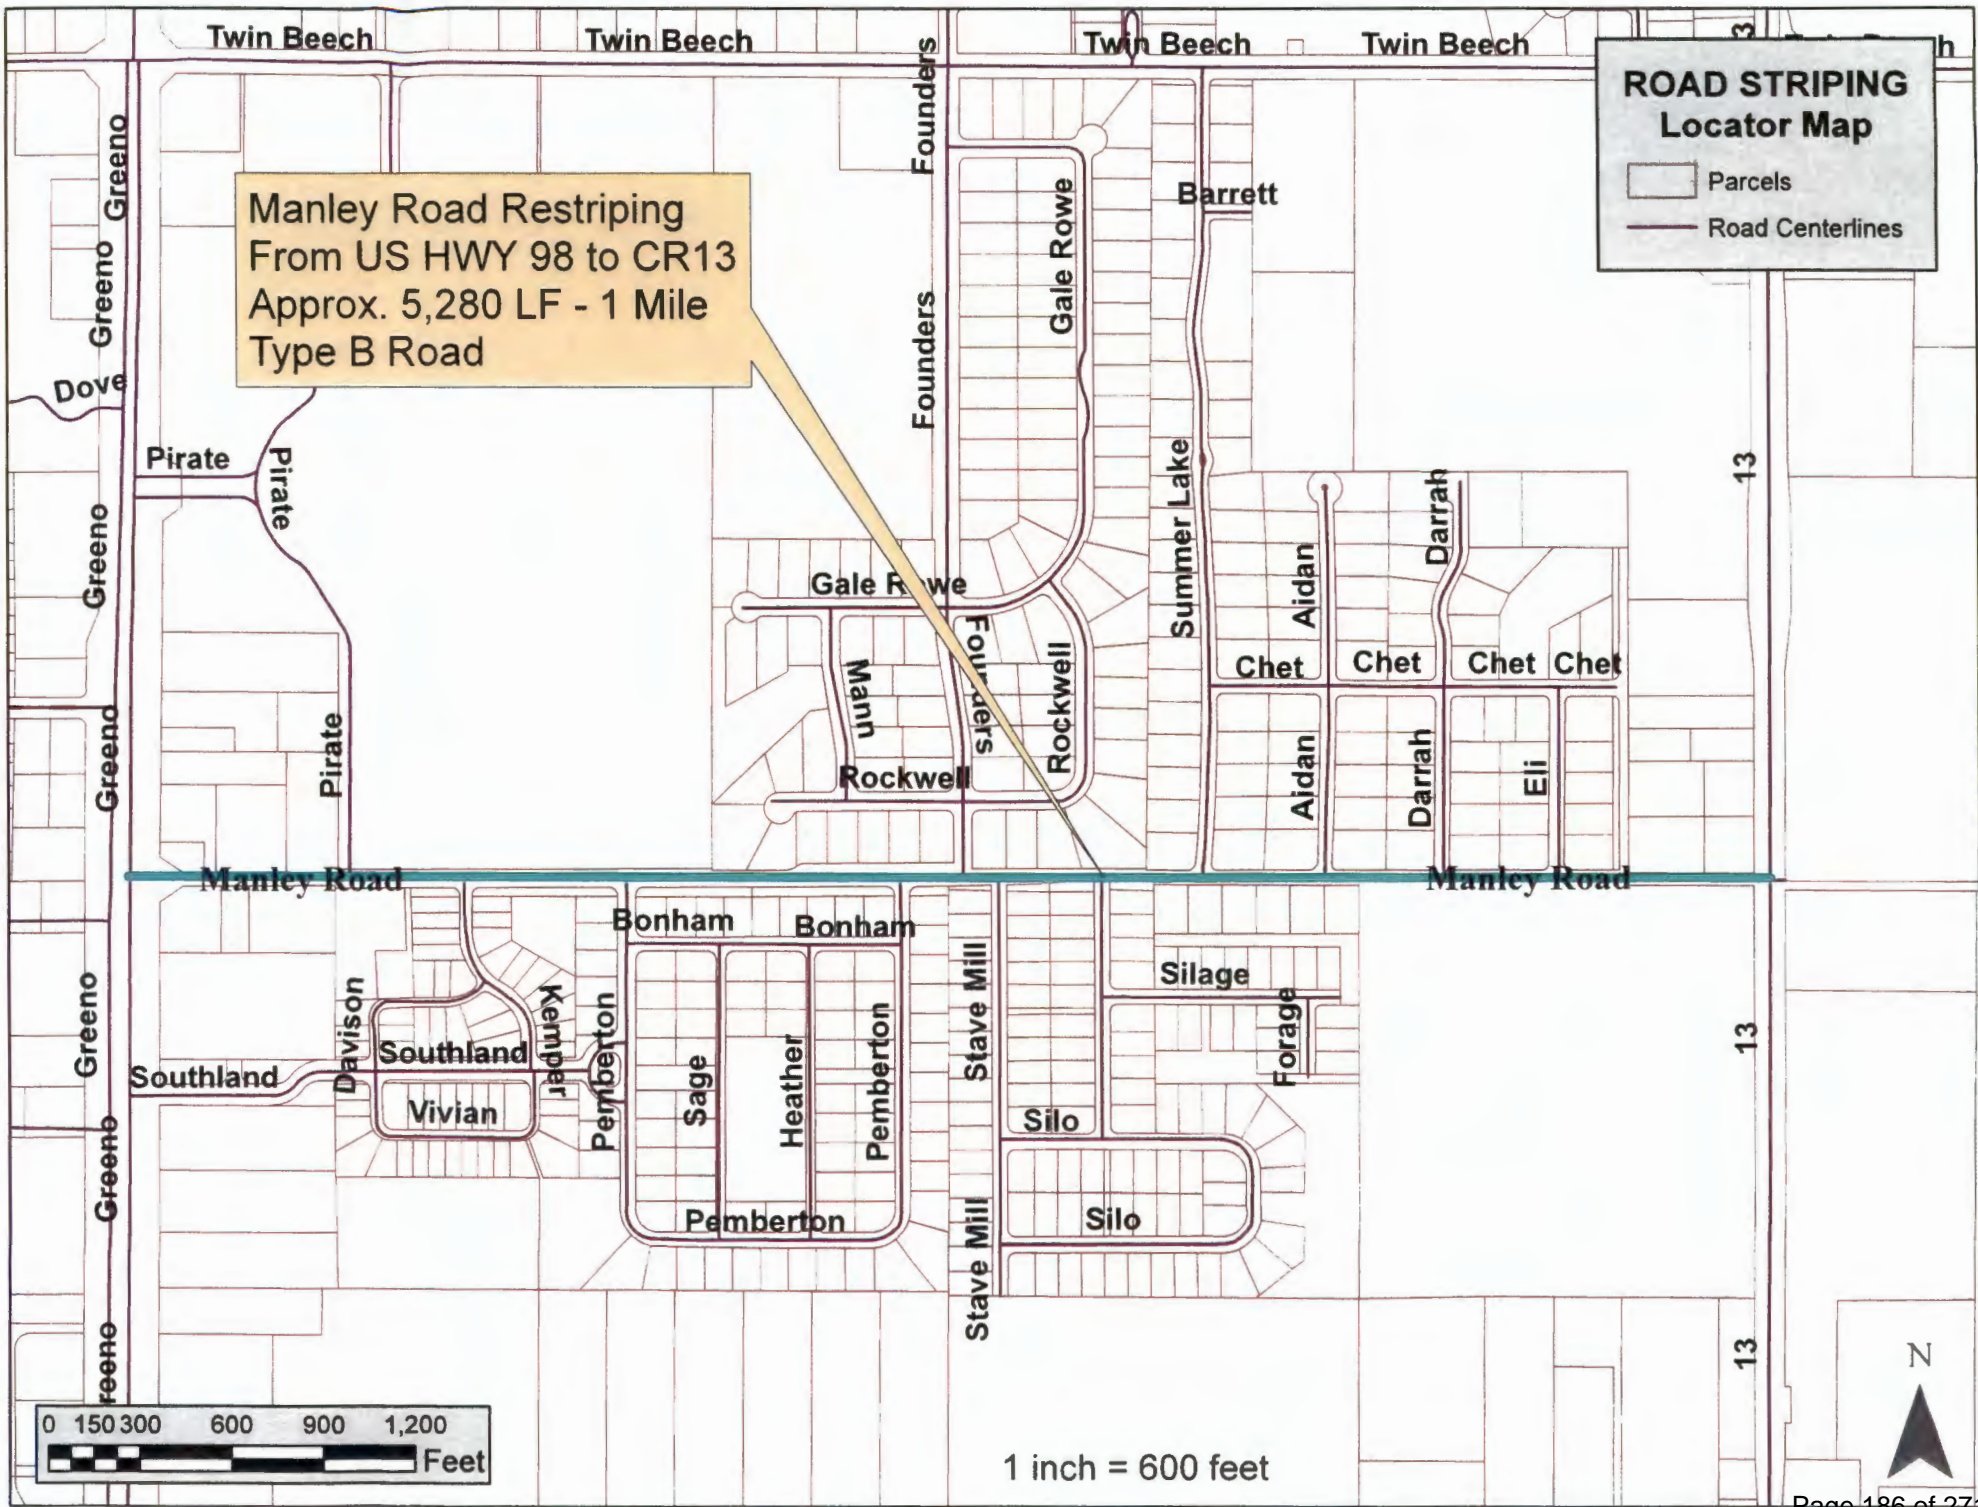 Twin Beech
Twin Beech
Twin Beech
Twin Beech
ROAD STRIPING
Locator Map
Parcels
Road Centerlines
Manley Road Restriping
From US HWY 98 to CR13
Approx. 5,280 LF - 1 Mile
Type B Road
Greeno
Greeno
Founders
Founders
Gale Rowe
Barrett
Dove
Pirate
Pirate
Greeno
Summer Lake
Aidan
Darrah
13
Gale Rowe
Mann
Founders
Rockwell
Chet
Chet
Chet
Chet
Greeno
Pirate
Rockwell
Aidan
Darrah
Eli
Manley Road
Manley Road
Bonham
Bonham
Stave Mill
Silage
Forage
13
Greeno
Davison
Kemper
Pemberton
Southland
Southland
Vivian
Sage
Heather
Pemberton
Silo
Greeno
Pemberton
Stave Mill
Silo
13
reeno
N
0 150 300 600 900 1,200
Feet
1 inch = 600 feet